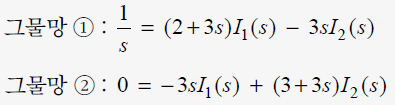 그물망 ① : 1/s = (2+3s)I₁(s) − 3sI₂(s)
그물망 ② : 0 = −3sI₁(s) + (3+3s)I₂(s)